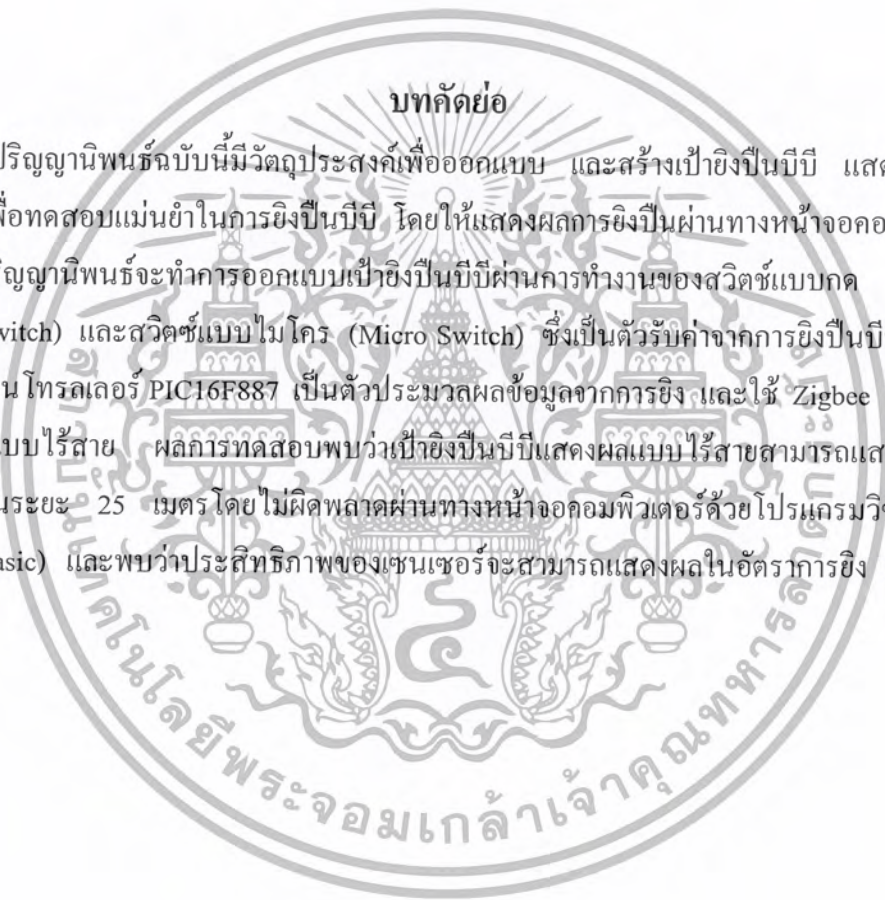 บทคัดย่อ
ปริญญานิพนธ์ฉบับนี้มีวัตถุประสงค์เพื่อออกแบบ และสร้างเป้ายิงปืนบีบี
เพื่อทดสอบแม่นยำในการยิงปืนบีบี โดยให้แสดงผลการยิงปืนผ่านทางหน้าจอ
ปริญญานิพนธ์จะทำการออกแบบเป้ายิงปืนบีบีผ่านการทำงานของสวิตช์แบบกด
witch) และสวิตซ์แบบไมโคร (Micro Switch) ซึ่งเป็นตัวรับค่าจากการยิงปืน
นโทรลเลอร์ PIC16F887 เป็นตัวประมวลผลข้อมูลจากการยิง และใช้ Zigbee
แบบไร้สาย ผลการทดสอบพบว่าเป้ายิงปืนบีบีแสดงผลแบบไร้สายสามารถ
ในระยะ 25 เมตรโดยไม่ผิดพลาดผ่านทางหน้าจอคอมพิวเตอร์ด้วยโปรแกรม
asic) และพบว่าประสิทธิภาพของเซนเซอร์จะสามารถแสดงผลในอัตราการยิง
สถาบันเทคโนโลยีพระจอมเกล้าเจ้าคุณทหารลาดกระบัง